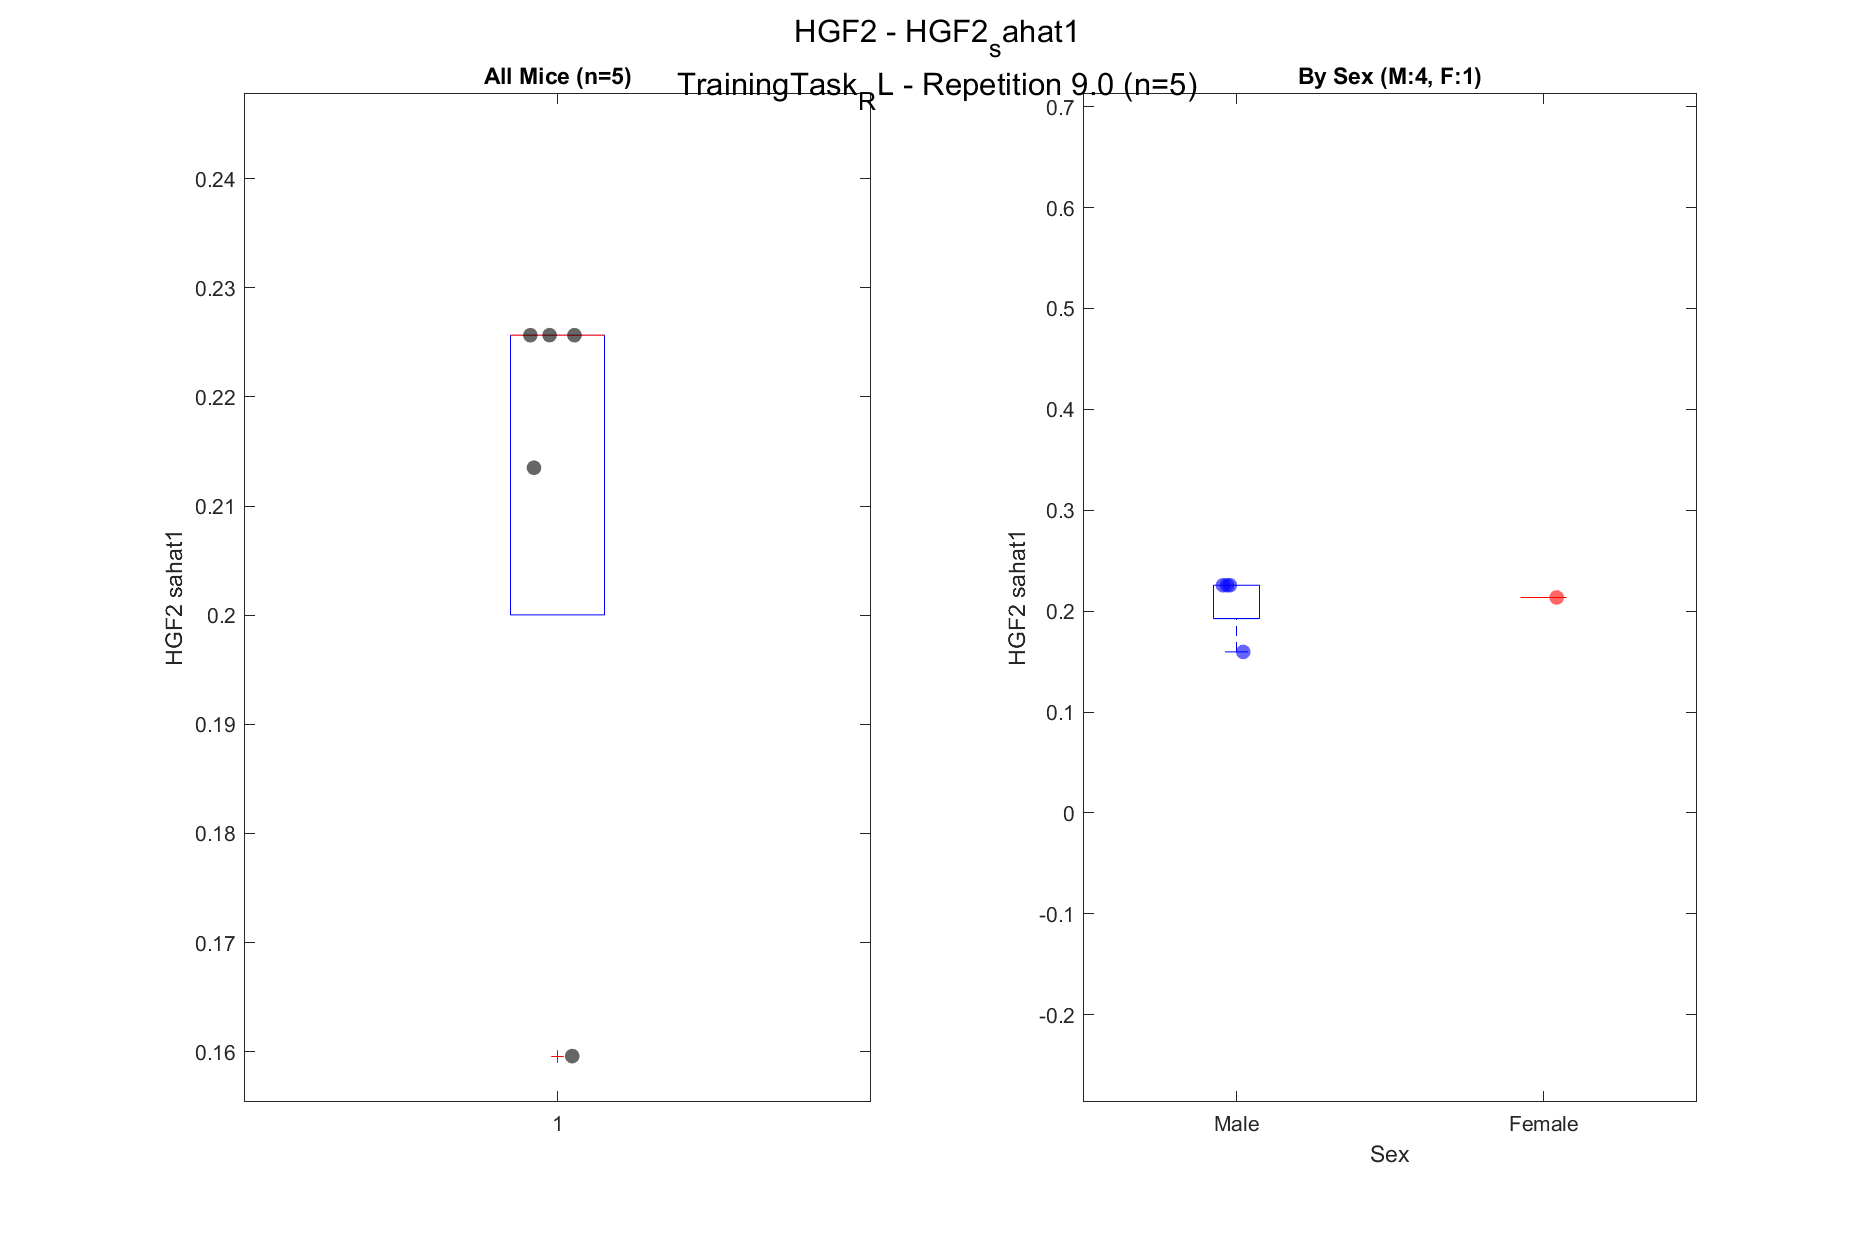 HGF2 - HGF2sahat1
TrainingTaskRL - Repetition 9.0 (n=5)
All Mice (n=5)
0.24
0.23
0.22
0.21
0.2
0.19
0.18
0.17
0.16
HGF2 sahat1
1
By Sex (M:4, F:1)
0.7
0.6
0.5
0.4
0.3
0.2
0.1
0
-0.1
-0.2
HGF2 sahat1
Male Female
Sex